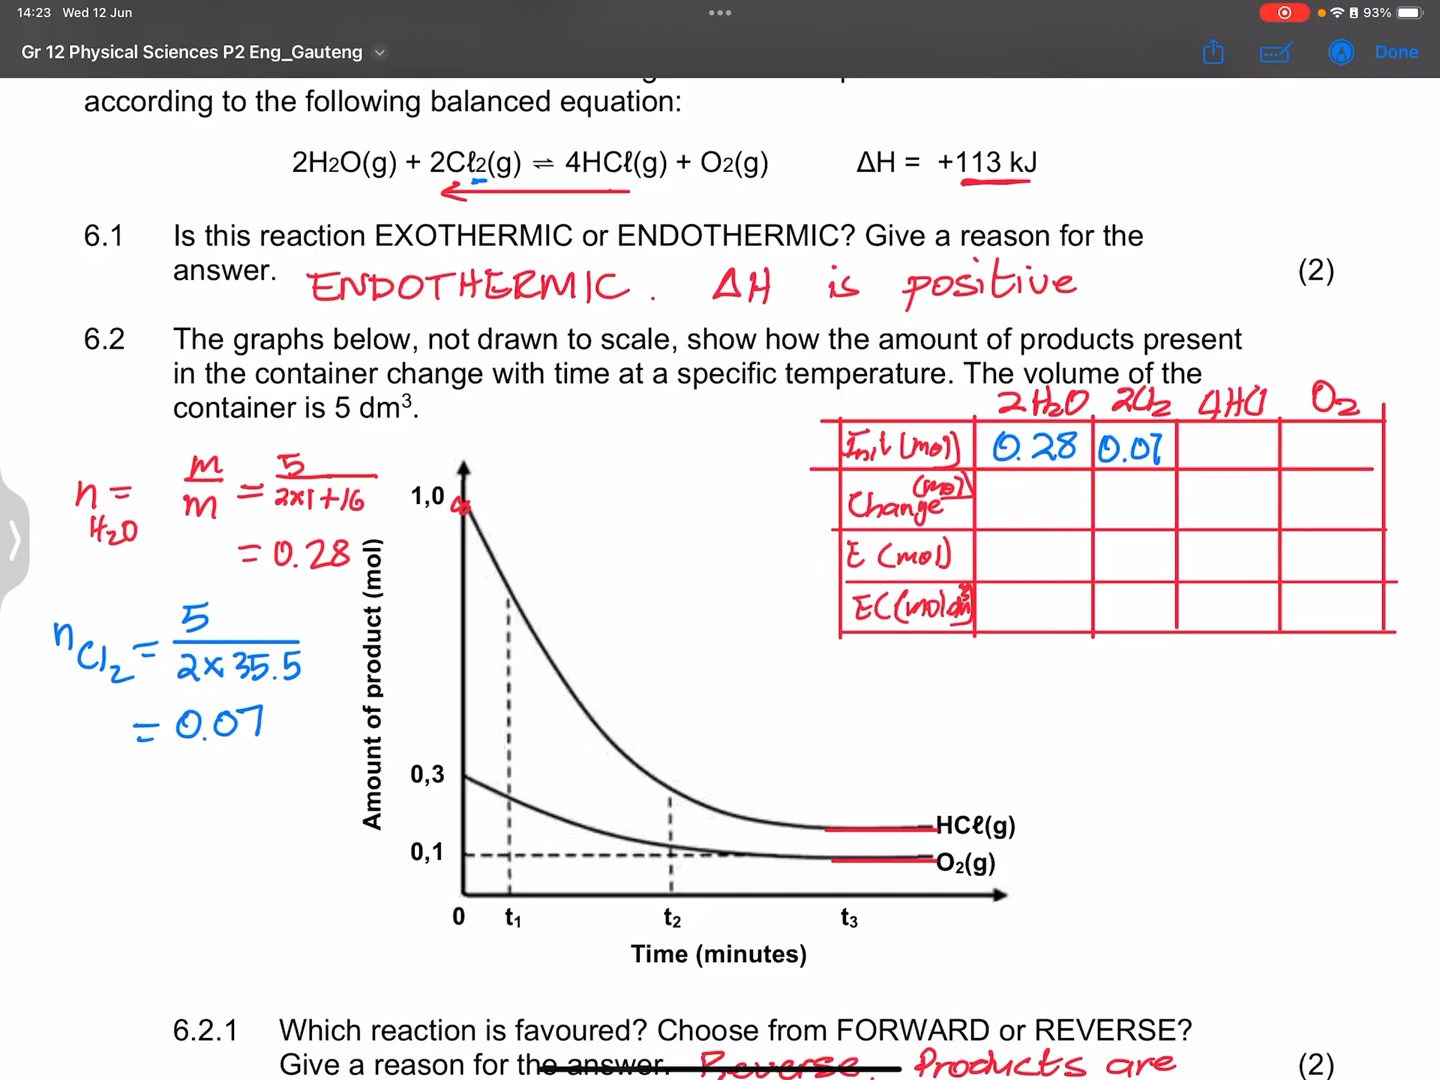 14:23 Wed 12 Jun
93%
Gr 12 Physical Sciences P2 Eng_Gauteng
Done
according to the following balanced equation:
2H2O(g) + 2Cℓ2(g) ⇌ 4HCℓ(g) + O2(g) ΔH = +113 kJ
6.1 Is this reaction EXOTHERMIC or ENDOTHERMIC? Give a reason for the
answer. ENDOTHERMIC. ΔH is positive (2)
6.2 The graphs below, not drawn to scale, show how the amount of products present
in the container change with time at a specific temperature. The volume of the
container is 5 dm³.
2H2O 2Cl2 4HCl O2
Init (mol) 0.28 0.07
Change (mol)
E (mol)
EC (mol dm³)
n H2O = m/m = 5/2x1+16
= 0.28
nCl2 = 5/2x35.5
= 0.07
Amount of product (mol)
1,0
0,3
0,1
HCℓ(g)
O2(g)
0 t1 t2 t3
Time (minutes)
6.2.1 Which reaction is favoured? Choose from FORWARD or REVERSE?
Give a reason for the answer. Reverse. Products are (2)